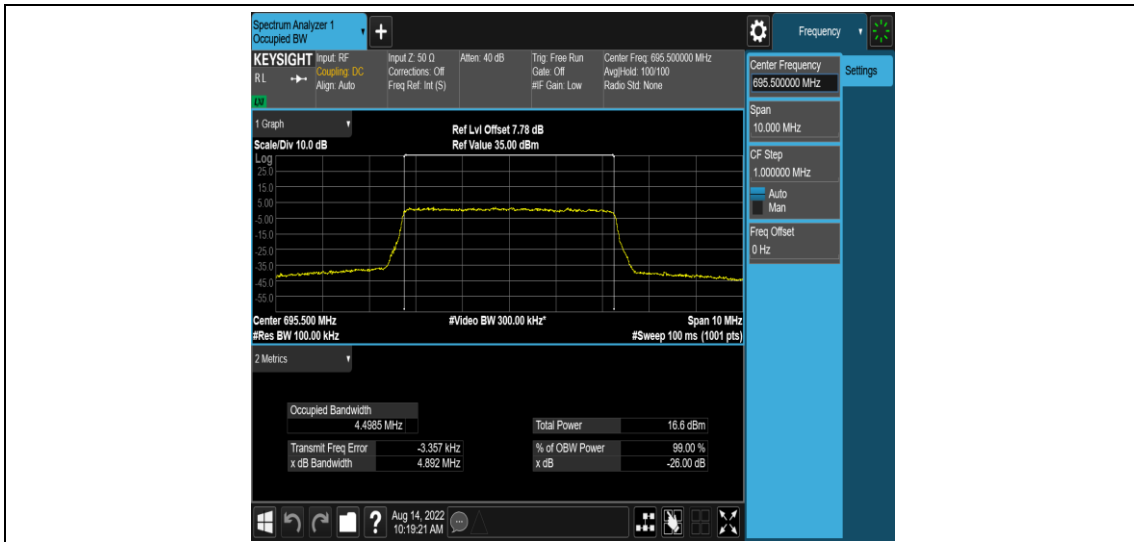 Spectrum Analyzer 1
Occupied BW
+
Frequency
KEYSIGHT
RL
Input: RF
Coupling: DC
Align: Auto
Input Z: 50 Ω
Corrections: Off
Freq Ref: Int (S)
Atten: 40 dB
Trig: Free Run
Gate: Off
#IF Gain: Low
Center Freq: 695.500000 MHz
Avg|Hold: 100/100
Radio Std: None
Center Frequency
695.500000 MHz
Settings
Span
10.000 MHz
CF Step
1.000000 MHz
Auto
Man
Freq Offset
0 Hz
1 Graph
Ref Lvl Offset 7.78 dB
Scale/Div 10.0 dB
Ref Value 35.00 dBm
Log
25.0
15.0
5.00
-5.00
-15.0
-25.0
-35.0
-45.0
-55.0
Center 695.500 MHz
#Video BW 300.00 kHz*
Span 10 MHz
#Res BW 100.00 kHz
#Sweep 100 ms (1001 pts)
2 Metrics
Occupied Bandwidth
4.4985 MHz
Total Power 16.6 dBm
Transmit Freq Error -3.357 kHz
% of OBW Power 99.00 %
x dB Bandwidth 4.892 MHz
x dB -26.00 dB
?
Aug 14, 2022
10:19:21 AM